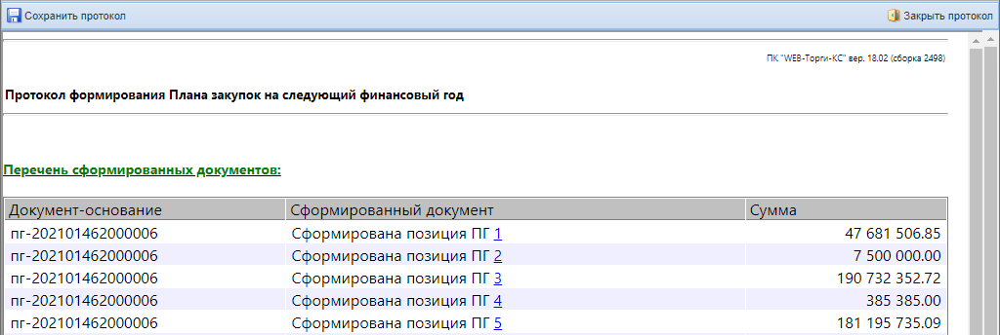 Сохранить протокол Закрыть протокол
ПК "WEB-Торги-КС" вер. 18.02 (сборка 2498)
Протокол формирования Плана закупок на следующий финансовый год
Перечень сформированных документов:
Документ-основание Сформированный документ Сумма
пг-202101462000006 Сформирована позиция ПГ 1 47 681 506.85
пг-202101462000006 Сформирована позиция ПГ 2 7 500 000.00
пг-202101462000006 Сформирована позиция ПГ 3 190 732 352.72
пг-202101462000006 Сформирована позиция ПГ 4 385 385.00
пг-202101462000006 Сформирована позиция ПГ 5 181 195 735.09